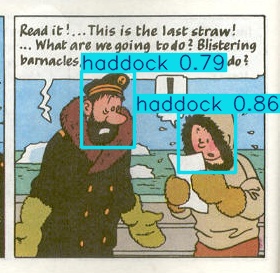 Read it!...This is the last straw!
...What are we going to do? Blistering
barnacles, do?
haddock 0.79
!
haddock 0.86